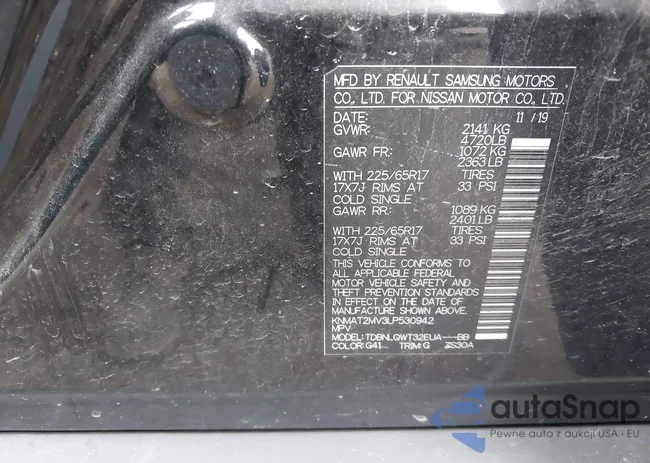 MFD BY RENAULT SAMSUNG MOTORS
CO., LTD. FOR NISSAN MOTOR CO., LTD.
DATE: 11 / 19
GVWR: 2141 KG
4720LB
GAWR FR: 1072 KG
2363 LB
WITH 225/65R17 TIRES
17X7J RIMS AT 33 PSI
COLD SINGLE
GAWR RR: 1089 KG
2401 LB
WITH 225/65R17 TIRES
17X7J RIMS AT 33 PSI
COLD SINGLE
THIS VEHICLE CONFORMS TO
ALL APPLICABLE FEDERAL
MOTOR VEHICLE SAFETY AND
THEFT PREVENTION STANDARDS
IN EFFECT ON THE DATE OF
MANUFACTURE SHOWN ABOVE.
KNMAT2MV3LP530942
MPV
MODEL: TDBNLGWT32EUA---BB
COLOR: G41 TRIM: G
autaSnap
Pewne auta z aukcji USA i EU